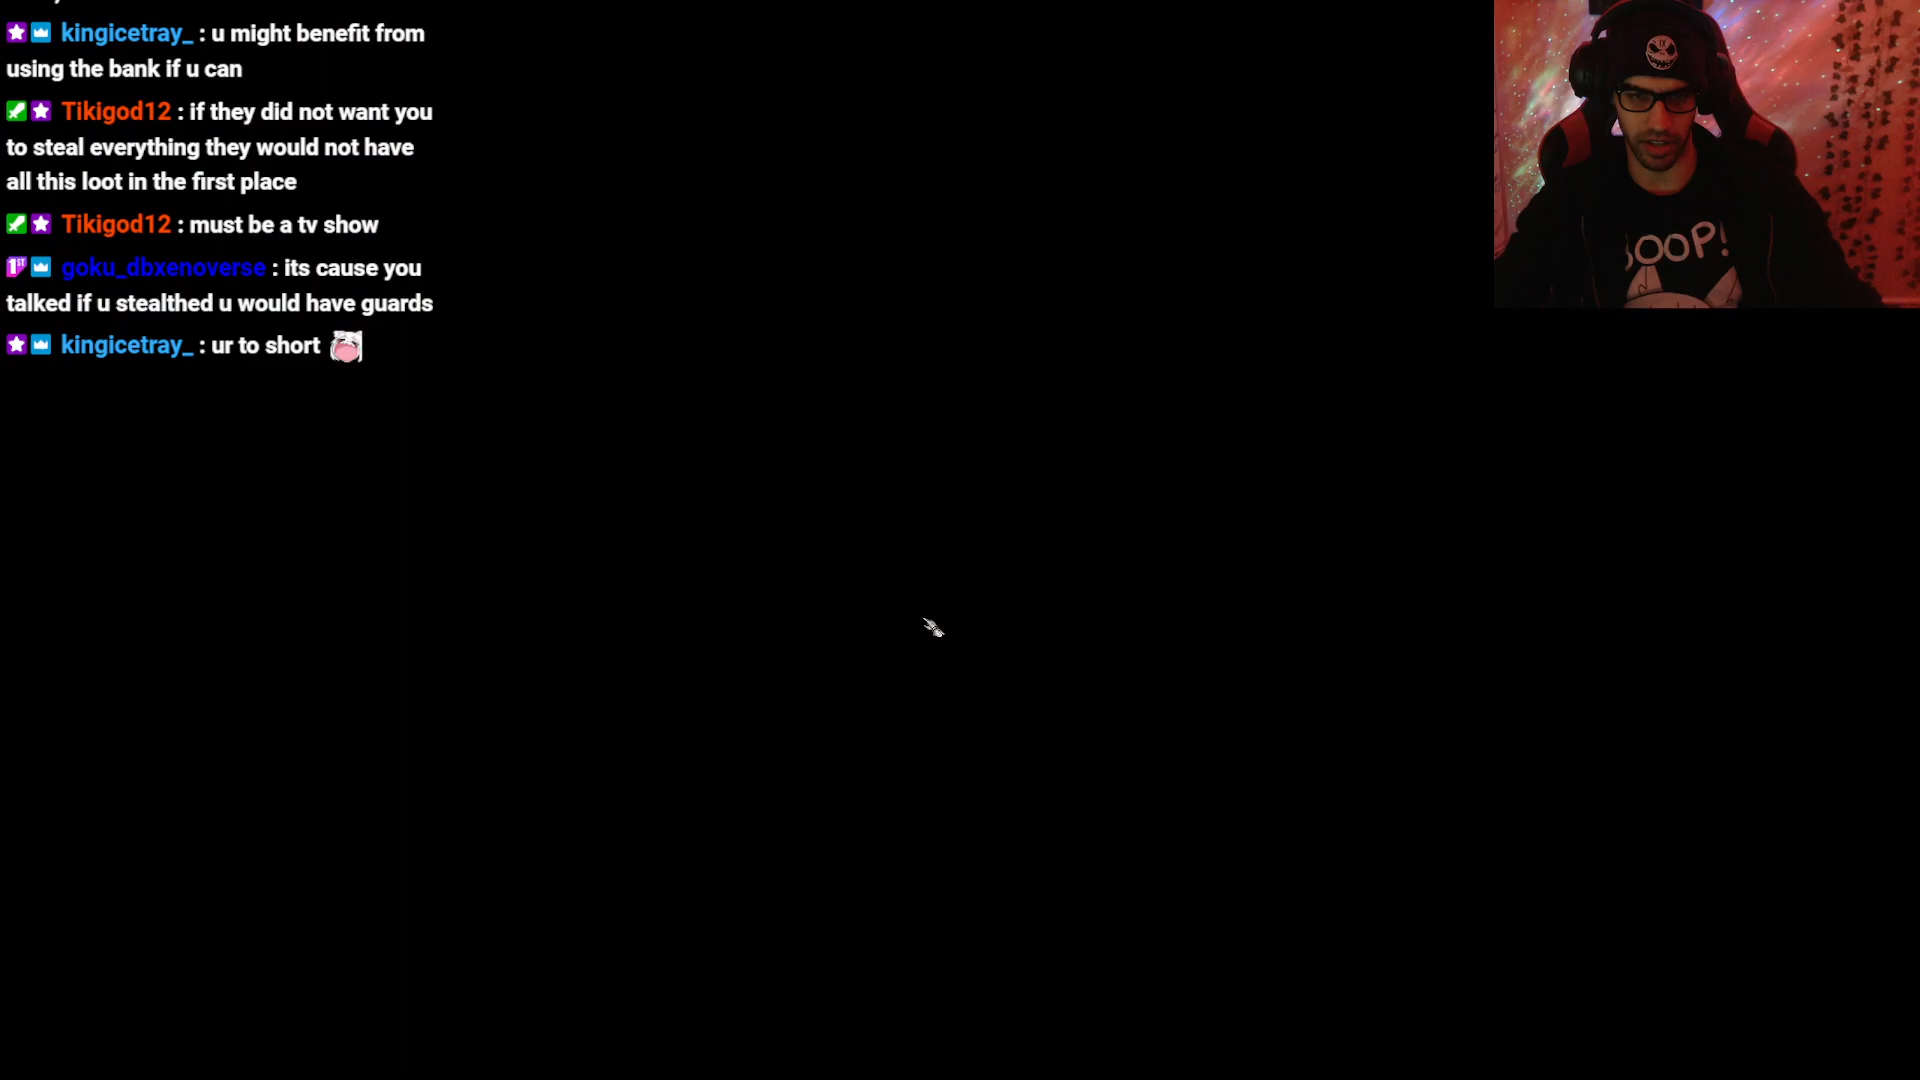 kingicetray_ : u might benefit from
using the bank if u can
Tikigod12 : if they did not want you
to steal everything they would not have
all this loot in the first place
Tikigod12 : must be a tv show
1ST goku_dbxenoverse : its cause you
talked if u stealthed u would have guards
kingicetray_ : ur to short
OOP!